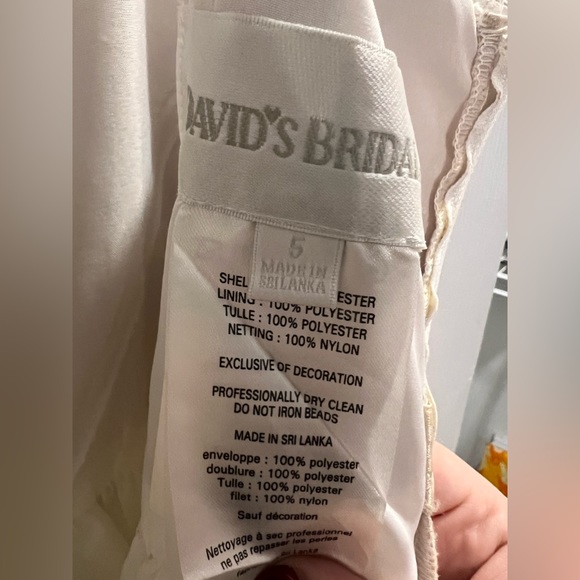 DAVID'S BRIDAL
5
MADE IN
SRI LANKA
SHEL ESTER
LINING : 100% POLYESTER
TULLE : 100% POLYESTER
NETTING : 100% NYLON
EXCLUSIVE OF DECORATION
PROFESSIONALLY DRY CLEAN
DO NOT IRON BEADS
MADE IN SRI LANKA
enveloppe : 100% polyester
doublure : 100% polyester
Tulle : 100% polyester
filet : 100% nylon
Sauf décoration
Nettoyage à sec professionnel
ne pas repasser les perles
Sri Lanka